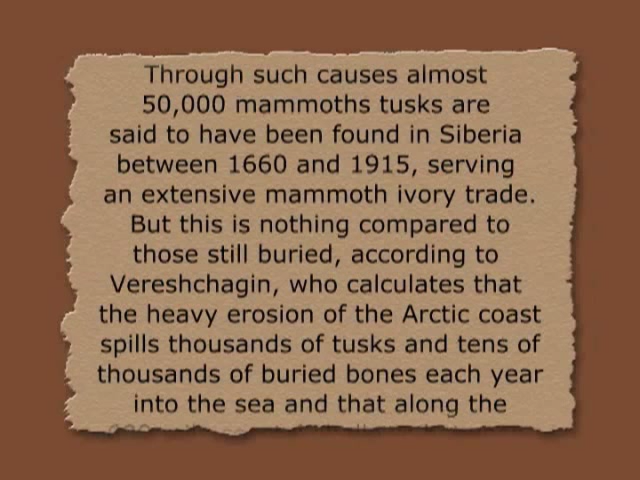 Through such causes almost
50,000 mammoths tusks are
said to have been found in Siberia
between 1660 and 1915, serving
an extensive mammoth ivory trade.
But this is nothing compared to
those still buried, according to
Vereshchagin, who calculates that
the heavy erosion of the Arctic coast
spills thousands of tusks and tens of
thousands of buried bones each year
into the sea and that along the